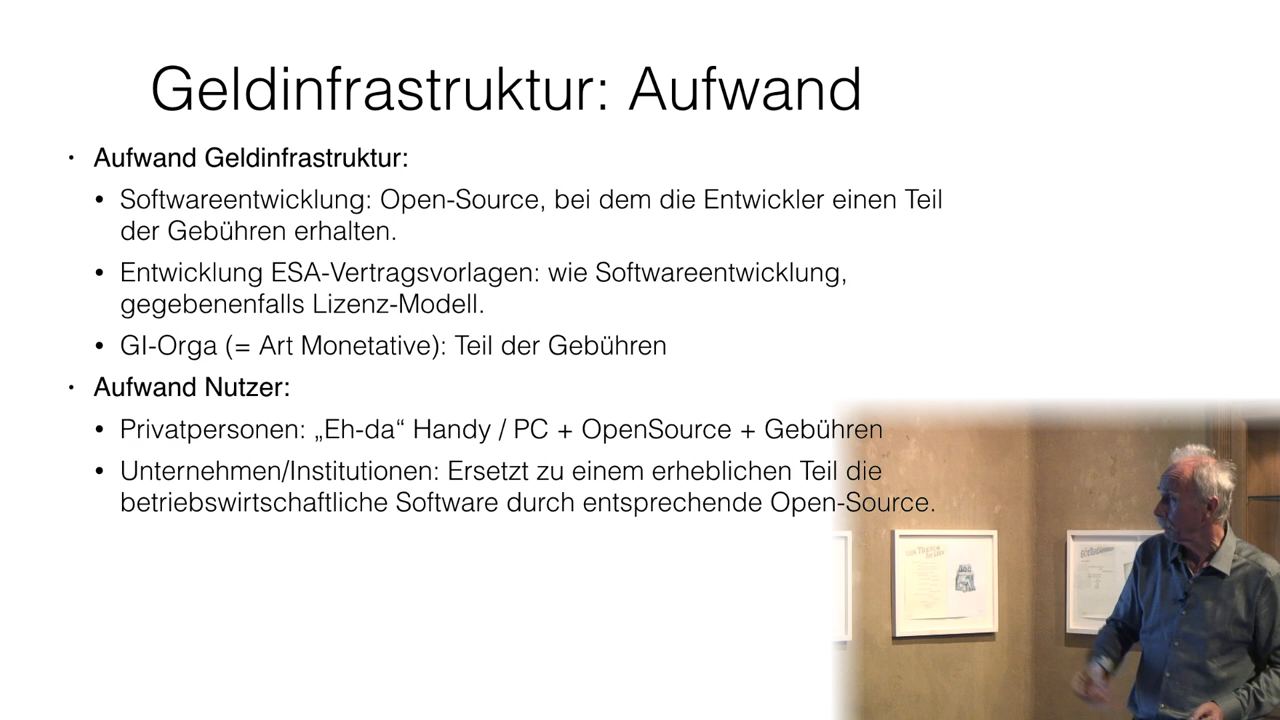 Geldinfrastruktur: Aufwand
• Aufwand Geldinfrastruktur:
• Softwareentwicklung: Open-Source, bei dem die Entwickler einen Teil
der Gebühren erhalten.
• Entwicklung ESA-Vertragsvorlagen: wie Softwareentwicklung,
gegebenenfalls Lizenz-Modell.
• GI-Orga (= Art Monetative): Teil der Gebühren
• Aufwand Nutzer:
• Privatpersonen: „Eh-da“ Handy / PC + OpenSource + Gebühren
• Unternehmen/Institutionen: Ersetzt zu einem erheblichen Teil die
betriebswirtschaftliche Software durch entsprechende Open-Source.